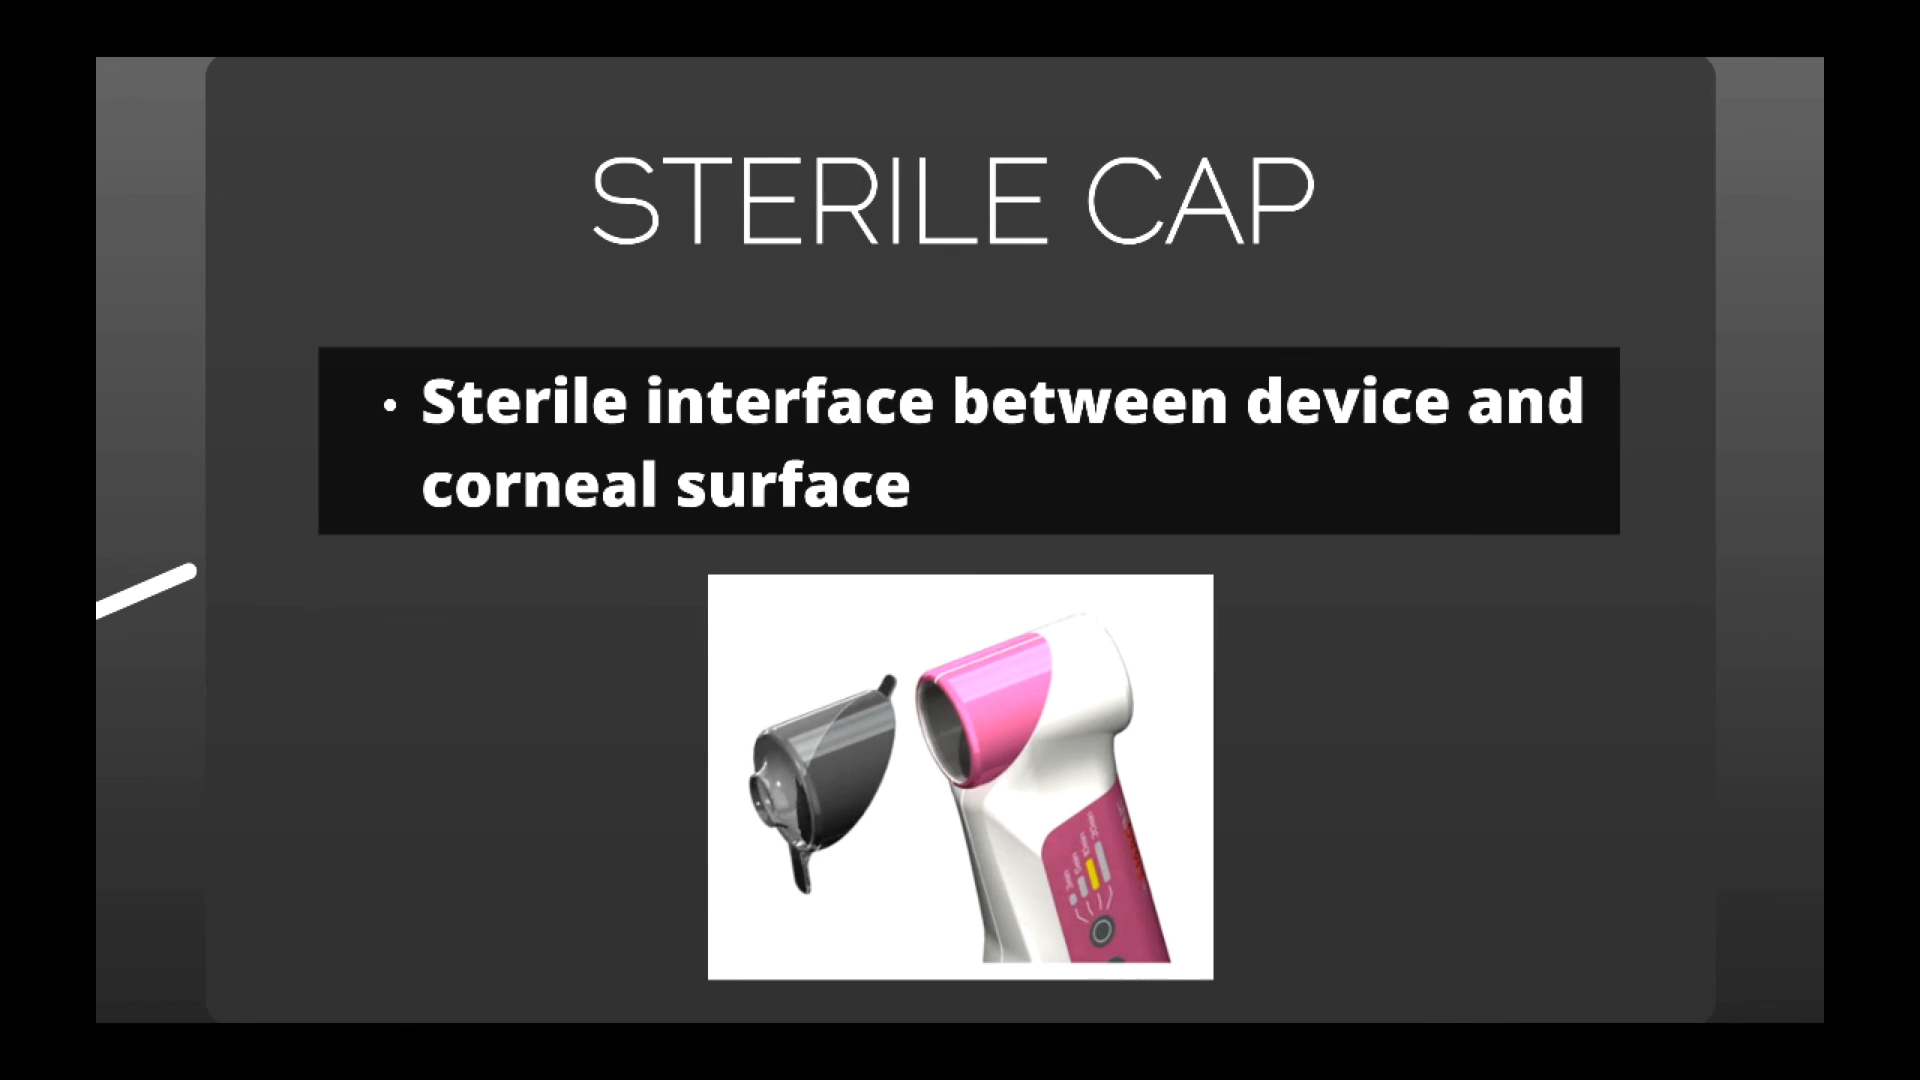 STERILE CAP
• Sterile interface between device and
corneal surface